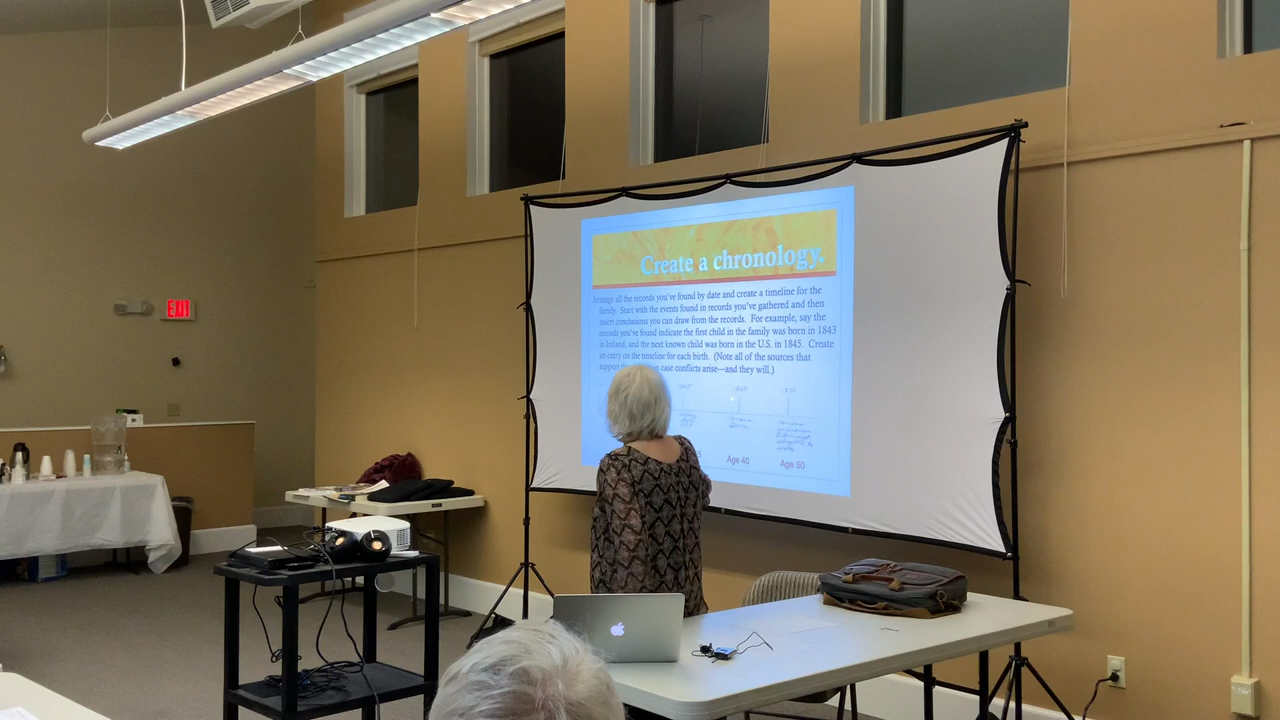 EXIT
Create a chronology.
Arrange all the records you've found by date and create a timeline for the
family. Start with the events found in records you've gathered and then
insert conclusions you can draw from the records. For example, say the
records you've found indicate the first child in the family was born in 1843
in Ireland, and the next known child was born in the U.S. in 1845. Create
an entry on the timeline for each birth. (Note all of the sources that
support in case conflicts arise—and they will.)
Age 40
Age 50